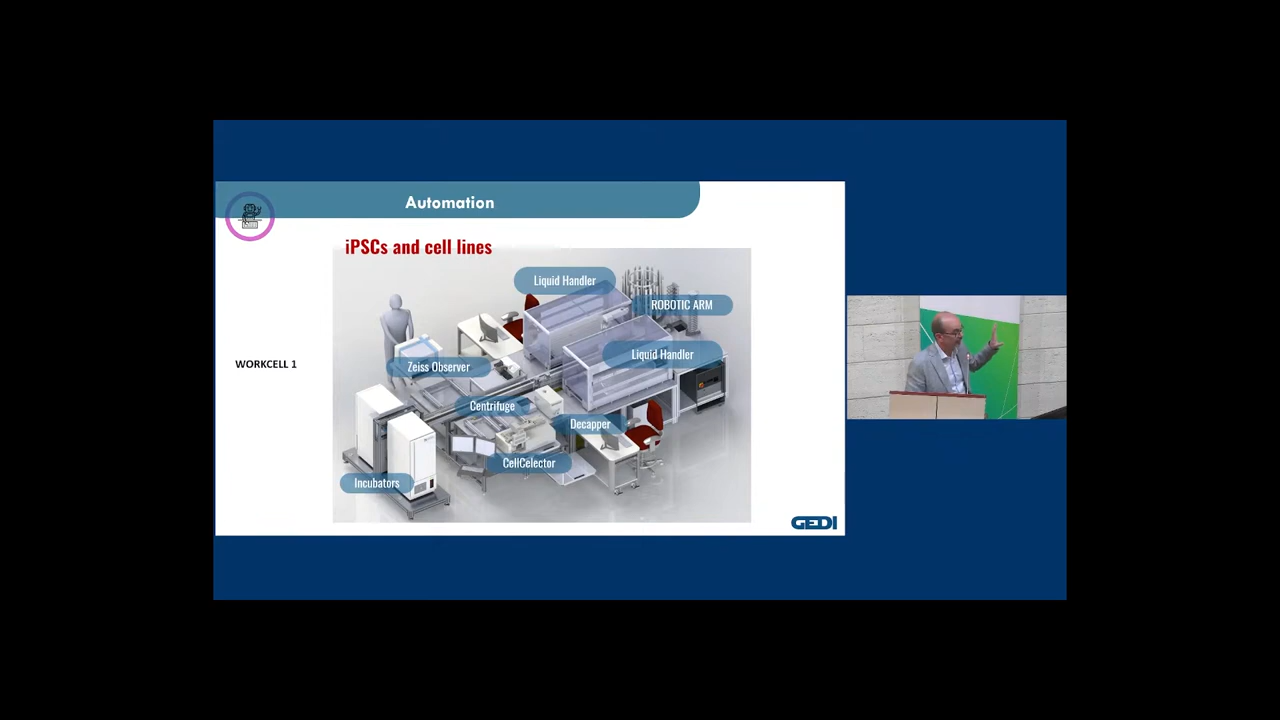 Automation
iPSCs and cell lines
Liquid Handler
ROBOTIC ARM
Liquid Handler
WORKCELL 1
Zeiss Observer
Centrifuge
Decapper
CellCelector
Incubators
GEDI